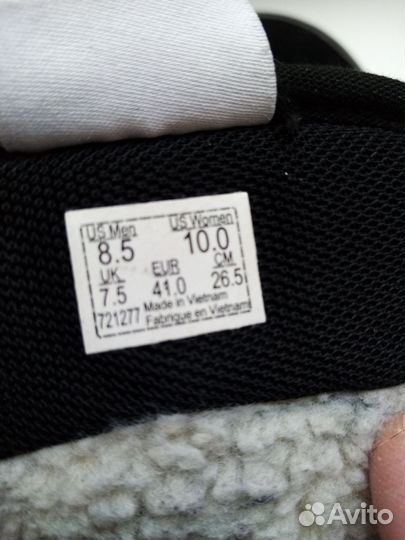 US Men US Women
8.5 10.0
UK EUR CM
7.5 41.0 26.5
721277 Made in Vietnam
Fabriqué en Vietnam
Avito